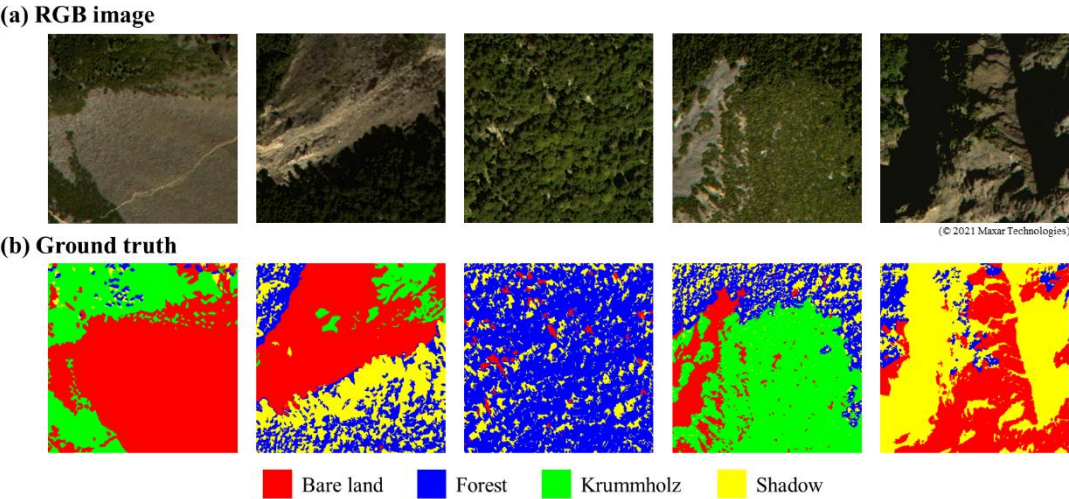 (a) RGB image
(© 2021 Maxar Technologies)
(b) Ground truth
Bare land
Forest
Krummholz
Shadow